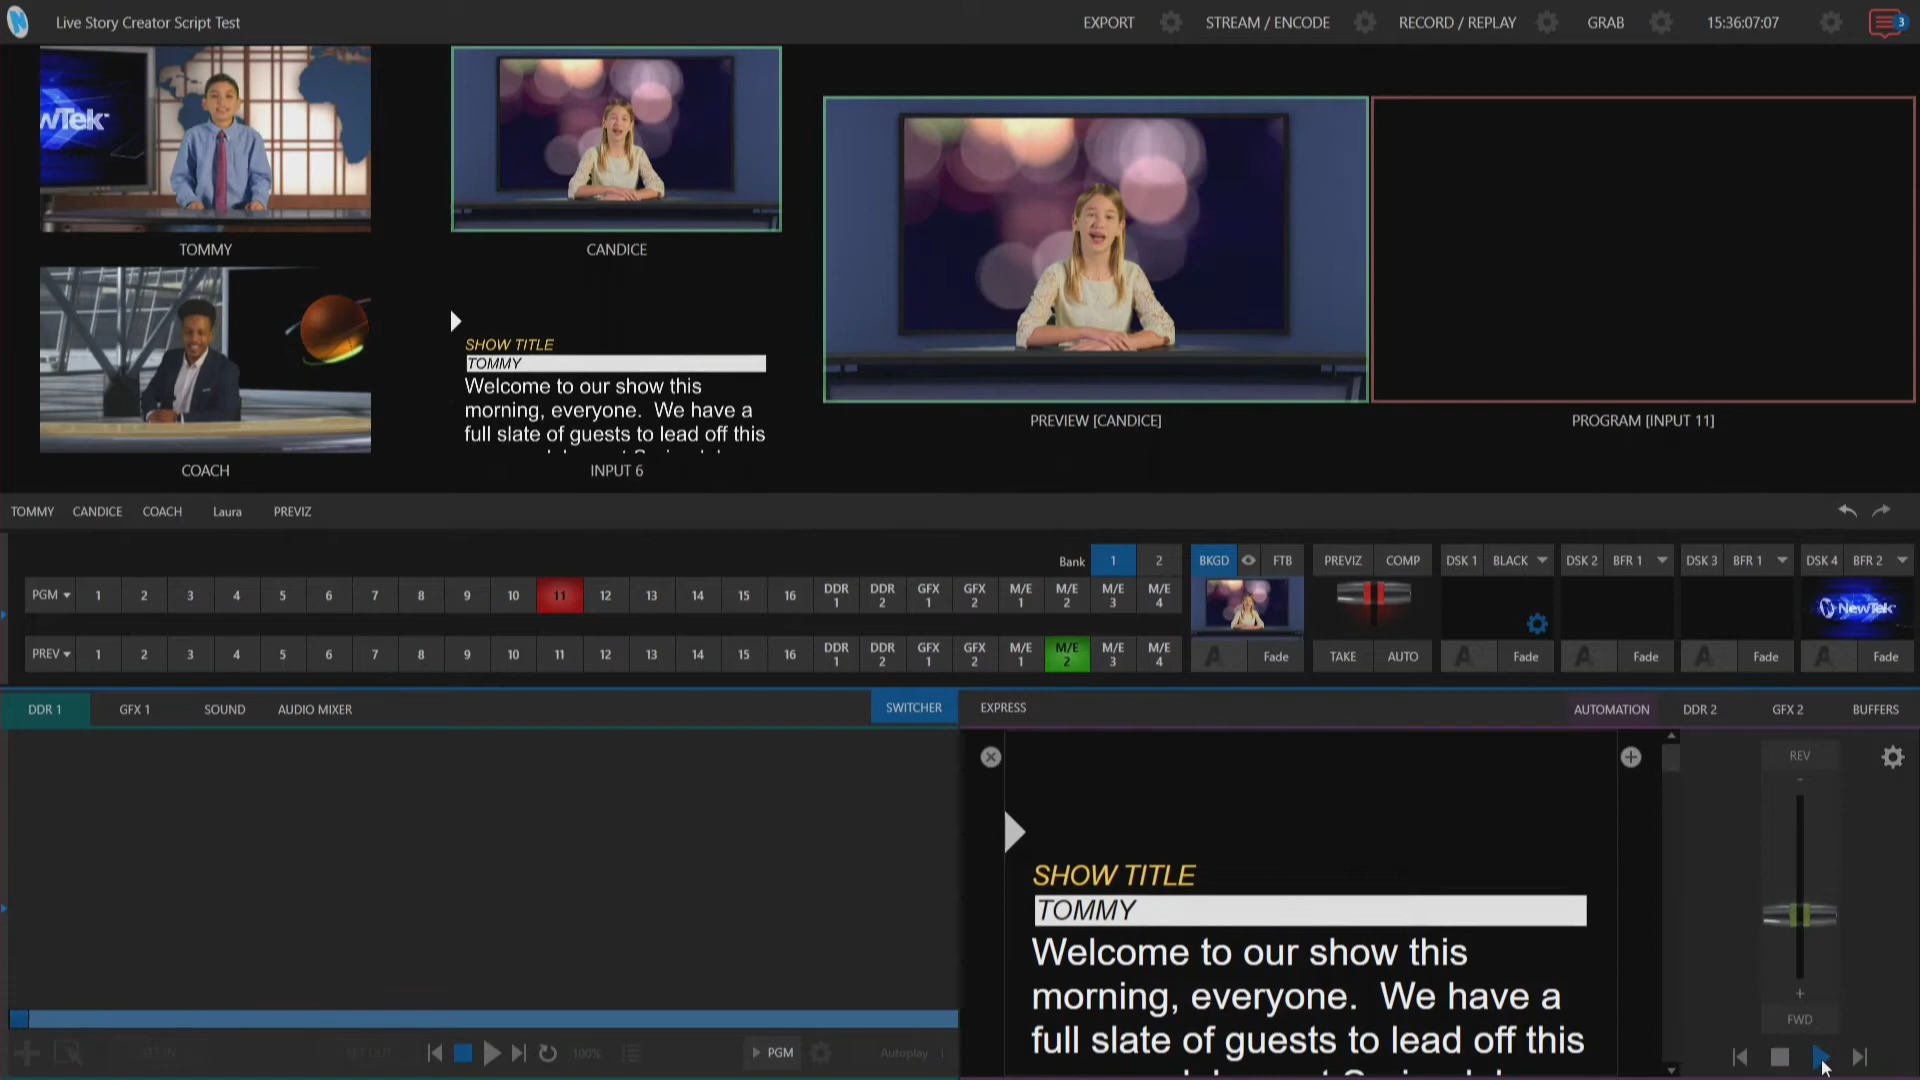 Live Story Creator Script Test
EXPORT
STREAM / ENCODE
RECORD / REPLAY
GRAB
15:36:07:07
3
TOMMY
CANDICE
COACH
SHOW TITLE
TOMMY
Welcome to our show this
morning, everyone. We have a
full slate of guests to lead off this
INPUT 6
PREVIEW [CANDICE]
PROGRAM [INPUT 11]
TOMMY CANDICE COACH Laura PREVIZ
Bank 1 2
BKGD FTB
PREVIZ COMP
DSK 1 BLACK
DSK 2 BFR 1
DSK 3 BFR 1
DSK 4 BFR 2
PGM 1 2 3 4 5 6 7 8 9 10 11 12 13 14 15 16 DDR 1 DDR 2 GFX 1 GFX 2 M/E 1 M/E 2 M/E 3 M/E 4
NewTek
PREV 1 2 3 4 5 6 7 8 9 10 11 12 13 14 15 16 DDR 1 DDR 2 GFX 1 GFX 2 M/E 1 M/E 2 M/E 3 M/E 4
Fade
TAKE AUTO
Fade
Fade
Fade
Fade
DDR 1 GFX 1 SOUND AUDIO MIXER
SWITCHER EXPRESS
AUTOMATION DDR 2 GFX 2 BUFFERS
SHOW TITLE
TOMMY
Welcome to our show this
morning, everyone. We have a
full slate of guests to lead off this
REV
FWD
100%
PGM
Autoplay